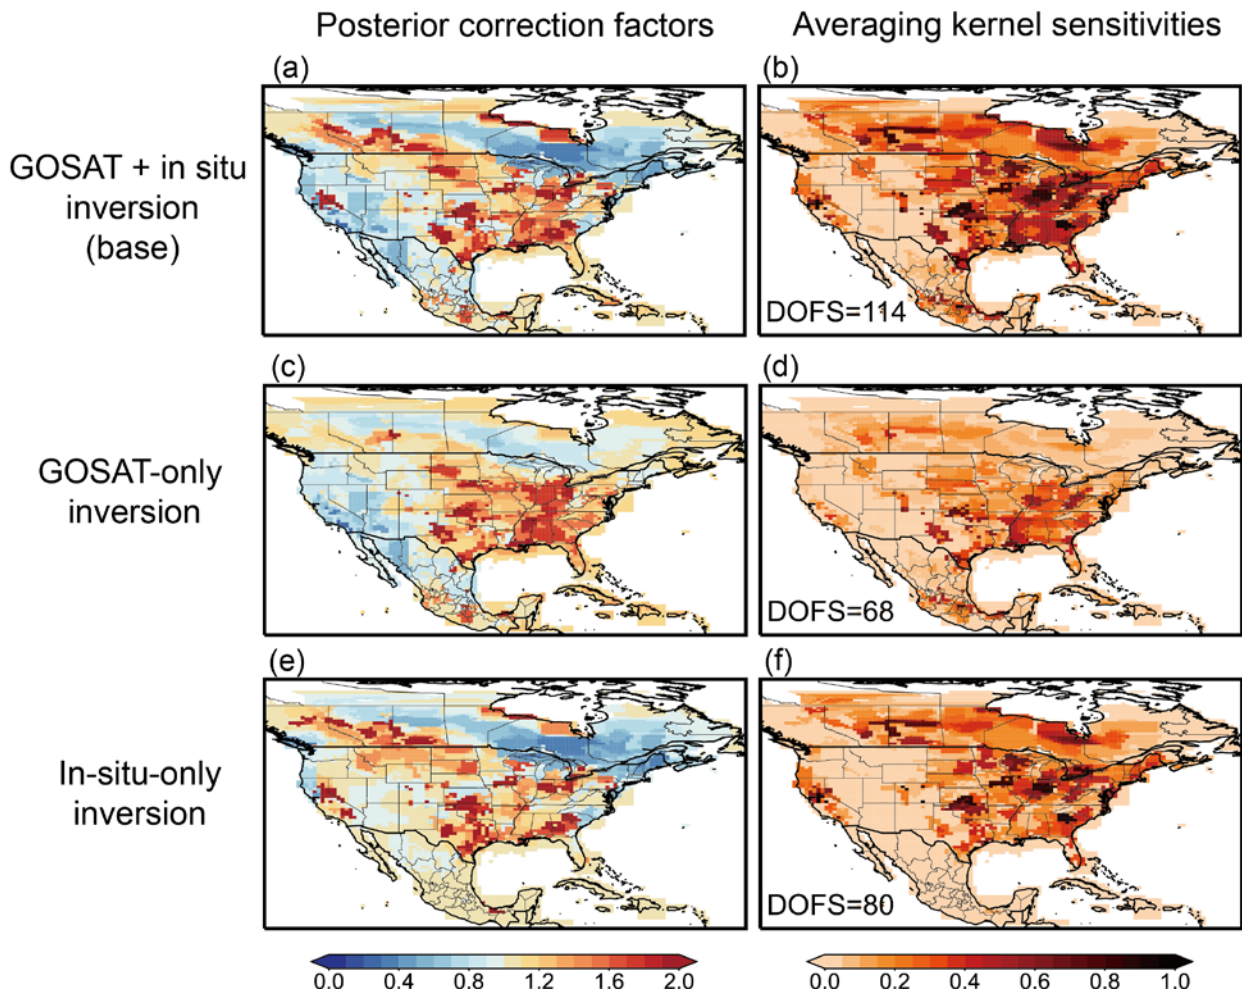 Posterior correction factors
Averaging kernel sensitivities
(a)
(b)
GOSAT + in situ
inversion
(base)
DOFS=114
(c)
(d)
GOSAT-only
inversion
DOFS=68
(e)
(f)
In-situ-only
inversion
DOFS=80
0.0 0.4 0.8 1.2 1.6 2.0
0.0 0.2 0.4 0.6 0.8 1.0